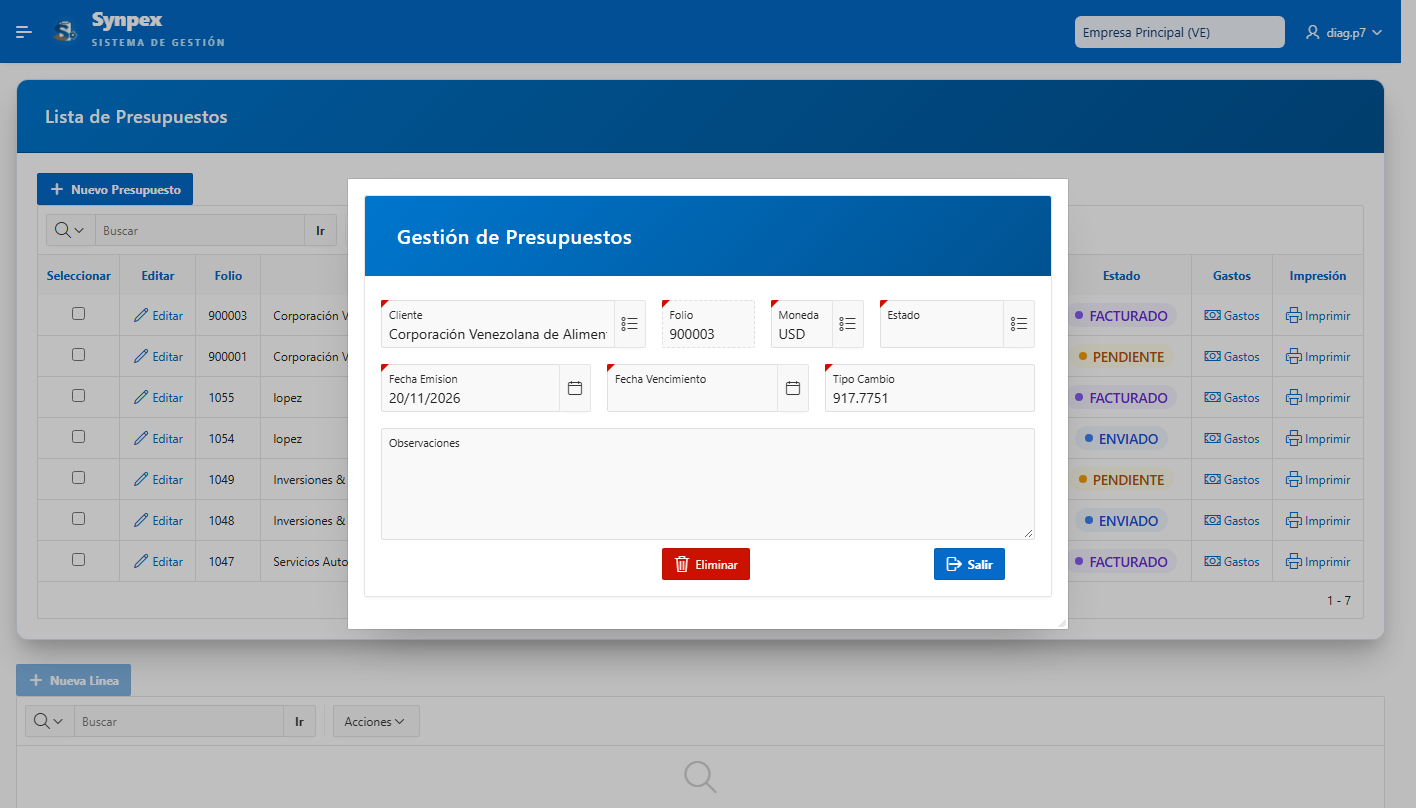 Synpex
SISTEMA DE GESTIÓN
Empresa Principal (VE)
diag.p7
Lista de Presupuestos
Nuevo Presupuesto
Buscar
Ir
Seleccionar Editar Folio Estado Gastos Impresión
Editar 900003 Corporación V FACTURADO Gastos Imprimir
Editar 900001 Corporación V PENDIENTE Gastos Imprimir
Editar 1055 lopez FACTURADO Gastos Imprimir
Editar 1054 lopez ENVIADO Gastos Imprimir
Editar 1049 Inversiones & PENDIENTE Gastos Imprimir
Editar 1048 Inversiones & ENVIADO Gastos Imprimir
Editar 1047 Servicios Auto FACTURADO Gastos Imprimir
1 - 7
Gestión de Presupuestos
Cliente
Corporación Venezolana de Alimen
Folio
900003
Moneda
USD
Estado
Fecha Emision
20/11/2026
Fecha Vencimiento
Tipo Cambio
917.7751
Observaciones
Eliminar
Salir
Nueva Linea
Buscar
Ir
Acciones